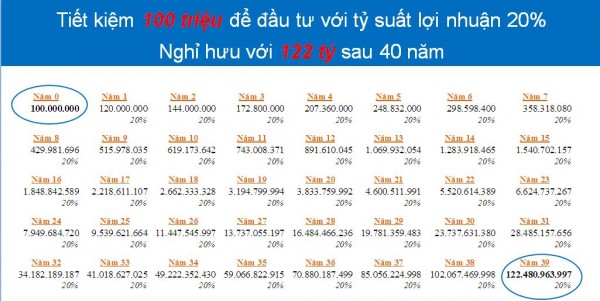 Tiết kiệm 100 triệu để đầu tư với tỷ suất lợi nhuận 20%
Nghỉ hưu với 122 tỷ sau 40 năm
Năm 0 Năm 1 Năm 2 Năm 3 Năm 4 Năm 5 Năm 6 Năm 7
100.000.000 120.000.000 144.000.000 172.800.000 207.360.000 248.832.000 298.598.400 358.318.080
20% 20% 20% 20% 20% 20% 20%
Năm 8 Năm 9 Năm 10 Năm 11 Năm 12 Năm 13 Năm 14 Năm 15
429.981.696 515.978.035 619.173.642 743.008.371 891.610.045 1.069.932.054 1.283.918.465 1.540.702.157
20% 20% 20% 20% 20% 20% 20% 20%
Năm 16 Năm 17 Năm 18 Năm 19 Năm 20 Năm 21 Năm 22 Năm 23
1.848.842.589 2.218.611.107 2.662.333.328 3.194.799.994 3.833.759.992 4.600.511.991 5.520.614.389 6.624.737.267
20% 20% 20% 20% 20% 20% 20% 20%
Năm 24 Năm 25 Năm 26 Năm 27 Năm 28 Năm 29 Năm 30 Năm 31
7.949.684.720 9.539.621.664 11.447.545.997 13.737.055.197 16.484.466.236 19.781.359.483 23.737.631.380 28.485.157.656
20% 20% 20% 20% 20% 20% 20% 20%
Năm 32 Năm 33 Năm 34 Năm 35 Năm 36 Năm 37 Năm 38 Năm 39
34.182.189.187 41.018.627.025 49.222.352.430 59.066.822.915 70.880.187.499 85.056.224.998 102.067.469.998 122.480.963.997
20% 20% 20% 20% 20% 20% 20% 20%